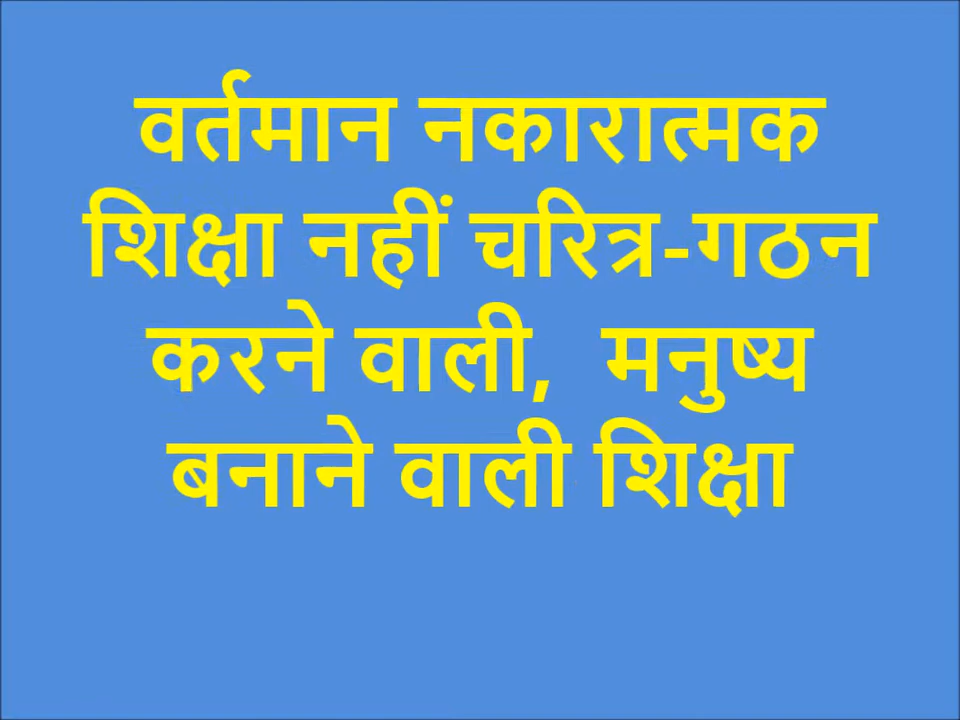 वर्तमान नकारात्मक
शिक्षा नहीं चरित्र-गठन
करने वाली, मनुष्य
बनाने वाली शिक्षा